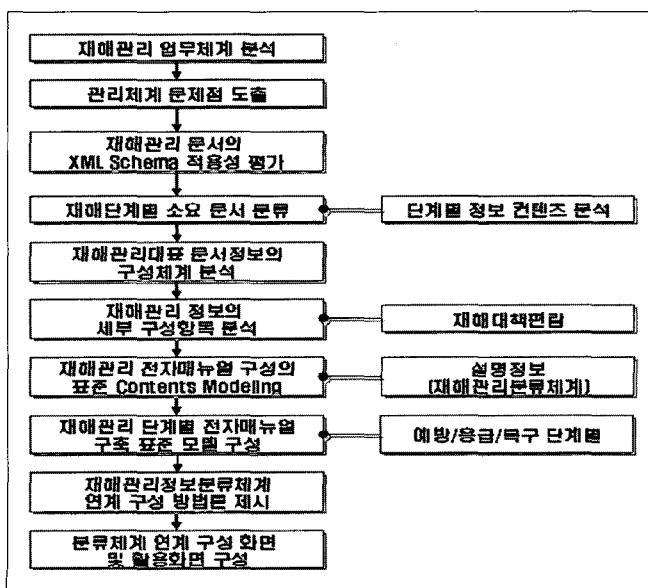 재해관리 업무체계 분석
관리체계 문제점 도출
재해관리 문서의
XML Schema 적용성 평가
재해단계별 소요 문서 분류
단계별 정보 컨텐츠 분석
재해관리대표 문서정보의
구성체계 분석
재해관리 정보의
세부 구성항목 분석
재해대책편람
재해관리 전자매뉴얼 구성의
표준 Contents Modeling
설명정보
(재해관리분류체계)
재해관리 단계별 전자매뉴얼
구축 표준 모델 구성
예방/응급/복구 단계별
재해관리정보분류체계
연계 구성 방법론 제시
분류체계 연계 구성 화면
및 활용화면 구성